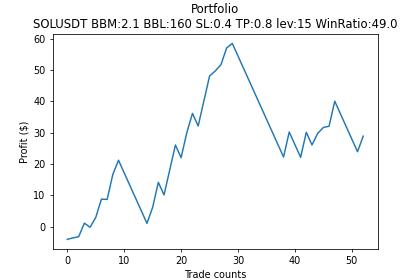 Portfolio
SOLUSDT BBM:2.1 BBL:160 SL:0.4 TP:0.8 lev:15 WinRatio:49.0
60
50
40
30
20
10
0
Profit ($)
0 10 20 30 40 50
Trade counts